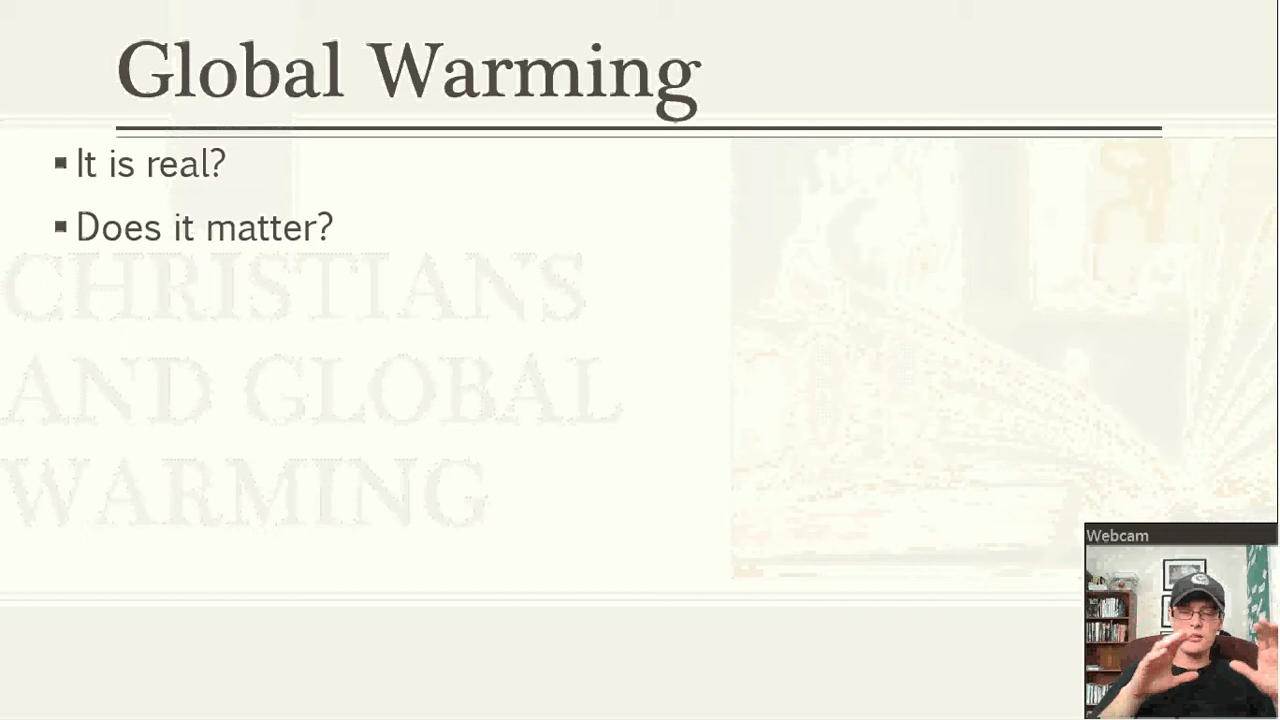 Global Warming
▪ It is real?
▪ Does it matter?
CHRISTIANS
AND GLOBAL
WARMING
Webcam